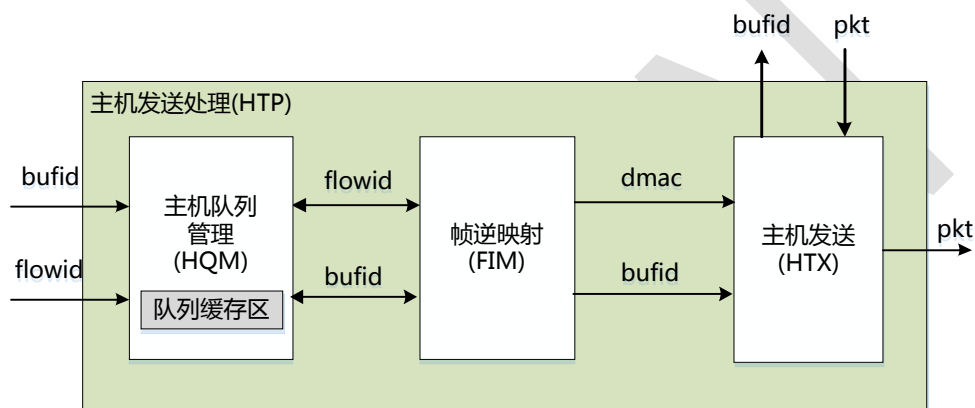 bufid
pkt
主机发送处理(HTP)
bufid
flowid
主机队列
管理
(HQM)
队列缓存区
flowid
bufid
帧逆映射
(FIM)
dmac
bufid
主机发送
(HTX)
pkt